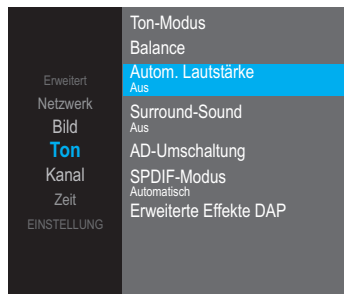 Erweitert
Netzwerk
Bild
Ton
Kanal
Zeit
EINSTELLUNG
Ton-Modus
Balance
Autom. Lautstärke
Aus
Surround-Sound
Aus
AD-Umschaltung
SPDIF-Modus
Automatisch
Erweiterte Effekte DAP